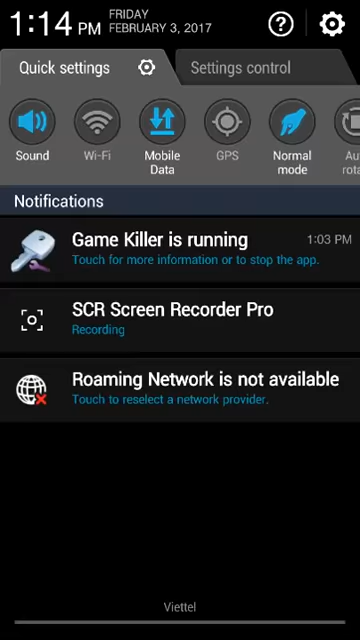 1:14 PM
FRIDAY
FEBRUARY 3, 2017
?
Quick settings
Settings control
Sound
Wi-Fi
Mobile
Data
GPS
Normal
mode
Au
rota
Notifications
Game Killer is running
1:03 PM
Touch for more information or to stop the app.
SCR Screen Recorder Pro
Recording
Roaming Network is not available
Touch to reselect a network provider.
Viettel